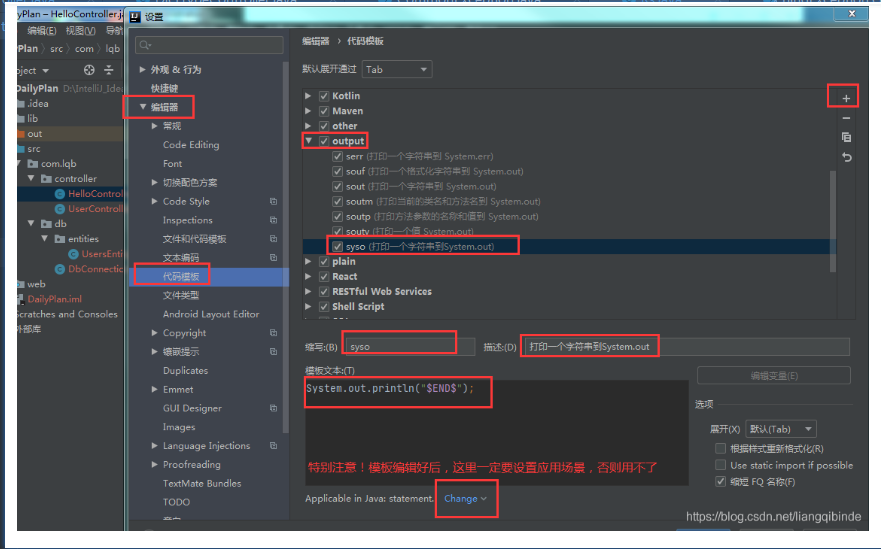 yPlan – HelloController.ja
设置
编辑(E) 视图(V) 导航
yPlan src com lqb
oject
DailyPlan D:\IntelliJ_Idea
.idea
lib
out
src
com.lqb
controller
HelloControl
UserControll
db
entities
UsersEnti
DbConnectic
web
DailyPlan.iml
Scratches and Consoles
外部库
外观 & 行为
快捷键
编辑器
常规
Code Editing
Font
切换配色方案
Code Style
Inspections
文件和代码模板
文本编码
代码模板
文件类型
Android Layout Editor
Copyright
镶嵌提示
Duplicates
Emmet
GUI Designer
Images
Language Injections
Proofreading
TextMate Bundles
TODO
编辑器 › 代码模板
默认展开通过 Tab
Kotlin
Maven
other
output
serr (打印一个字符串到 System.err)
souf (打印一个格式化字符串到 System.out)
sout (打印一个字符串到 System.out)
soutm (打印当前的类名和方法名到 System.out)
soutp (打印方法参数的名称和值到 System.out)
soutv (打印一个值 System.out)
syso (打印一个字符串到System.out)
plain
React
RESTful Web Services
Shell Script
缩写:(B) syso 描述:(D) 打印一个字符串到System.out
模板文本:(T)
System.out.println("$END$");
编辑变量(E)
选项
展开(X) 默认(Tab)
根据样式重新格式化(R)
Use static import if possible
缩短 FQ 名称(F)
特别注意！模板编辑好后，这里一定要设置应用场景，否则用不了
Applicable in Java: statement. Change
https://blog.csdn.net/liangqibinde